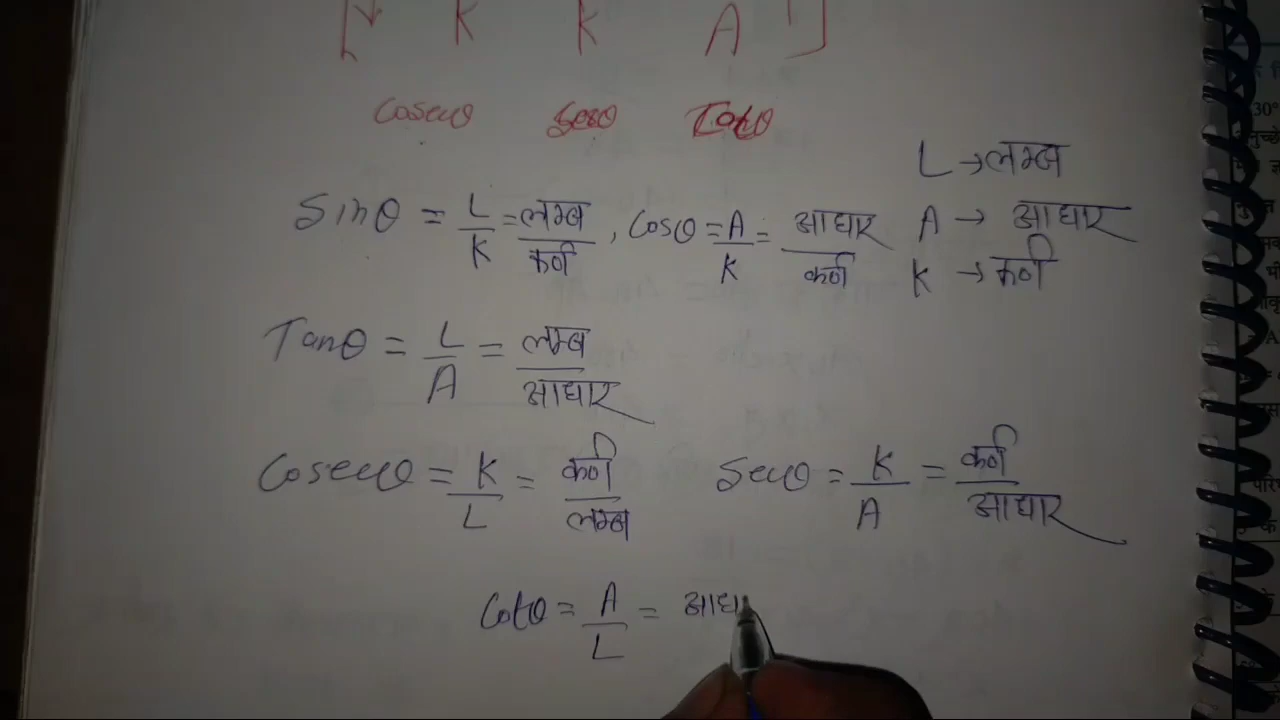 K K A
Cosecθ Secθ Cotθ
L → लम्ब
Sinθ = L/K = लम्ब/कर्ण , Cosθ = A/K = आधार/कर्ण A → आधार
K → कर्ण
Tanθ = L/A = लम्ब/आधार
Cosecθ = K/L = कर्ण/लम्ब Secθ = K/A = कर्ण/आधार
Cotθ = A/L = आधा